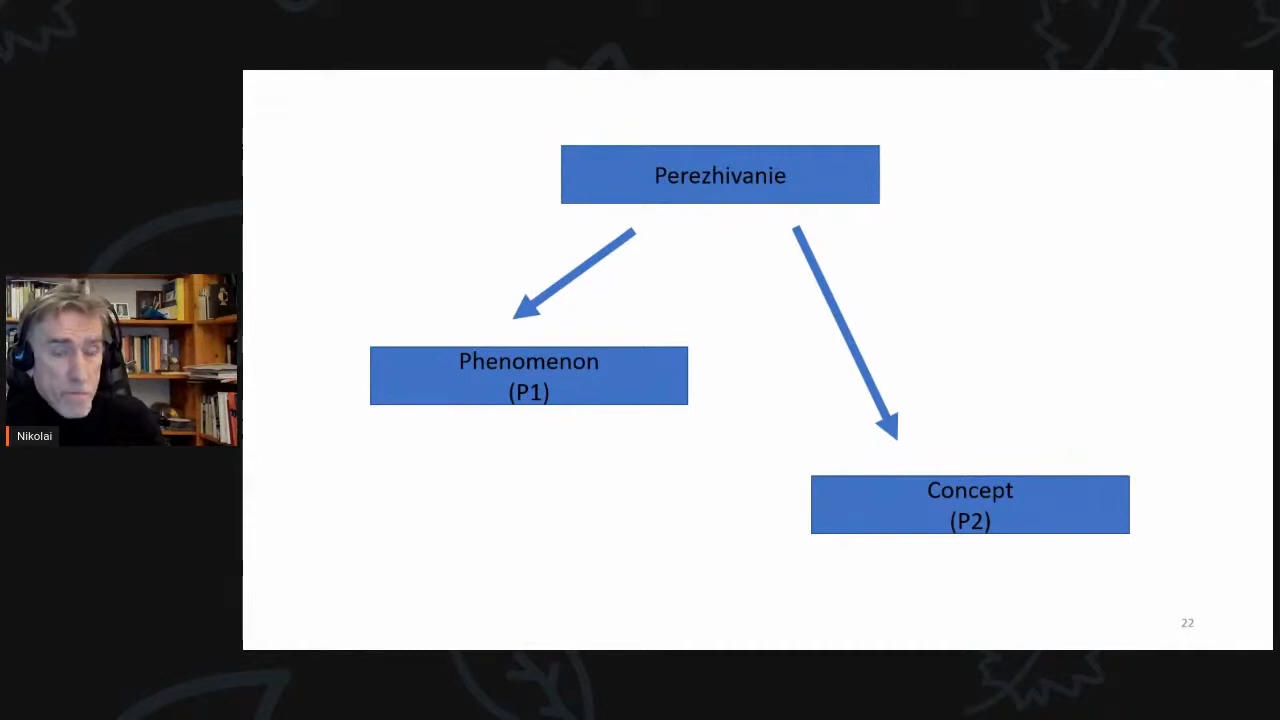 Perezhivanie
Phenomenon
(P1)
Concept
(P2)
Nikolai
22